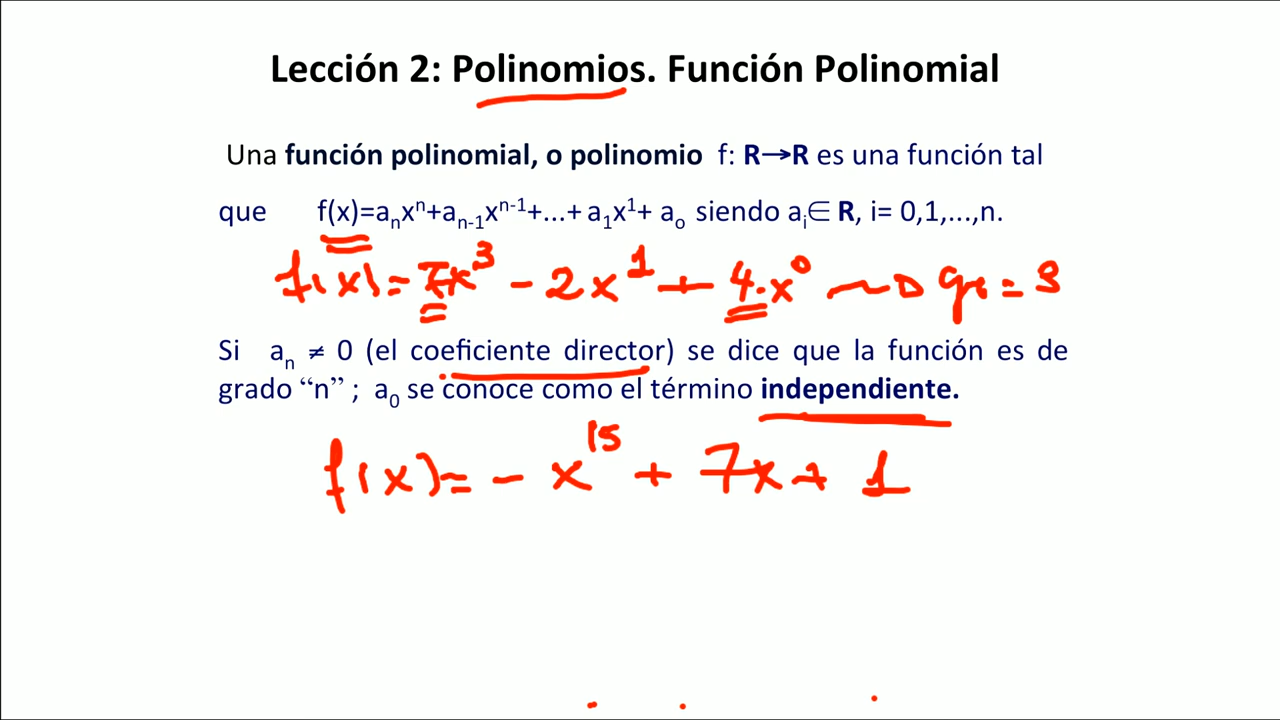 Lección 2: Polinomios. Función Polinomial
Una función polinomial, o polinomio f: R→R es una función tal
que f(x)=aₙxⁿ+aₙ₋₁xⁿ⁻¹+...+ a₁x¹+ a₀ siendo aᵢ∈ R, i= 0,1,...,n.
f(x)=7x³ - 2x¹ + 4·x⁰ ~> gr = 3
Si aₙ ≠ 0 (el coeficiente director) se dice que la función es de
grado “n” ; a₀ se conoce como el término independiente.
f(x)= - x¹⁵ + 7x + 1